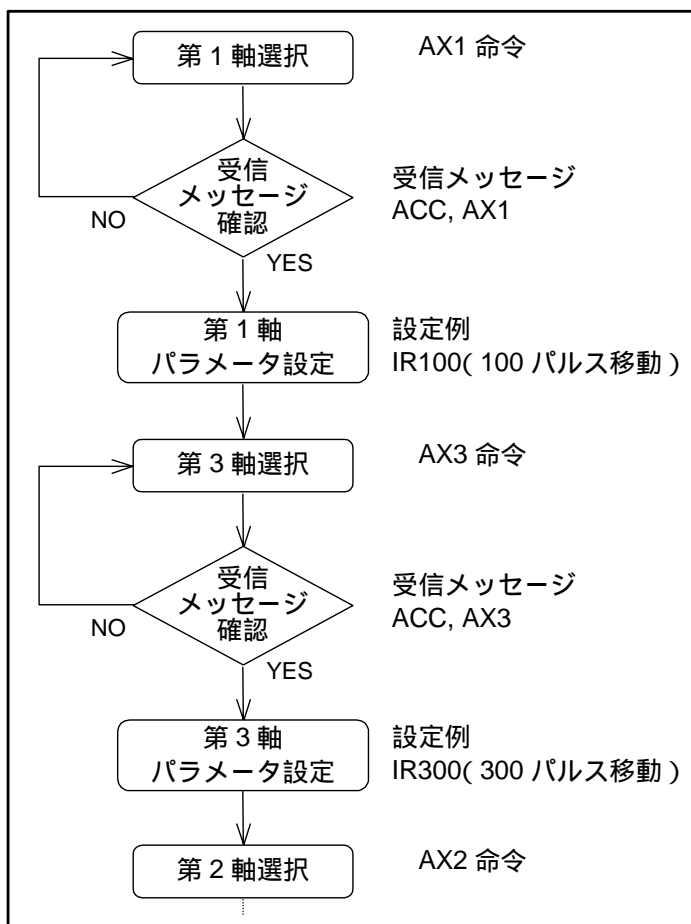 第 1 軸選択
AX1 命令
受信
メッセージ
確認
受信メッセージ
ACC, AX1
NO
YES
第 1 軸
パラメータ設定
設定例
IR100( 100 パルス移動 )
第 3 軸選択
AX3 命令
受信
メッセージ
確認
受信メッセージ
ACC, AX3
NO
YES
第 3 軸
パラメータ設定
設定例
IR300( 300 パルス移動 )
第 2 軸選択
AX2 命令